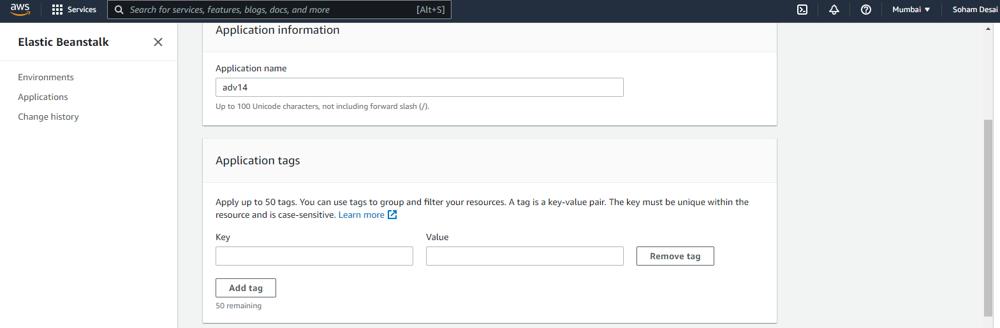 aws Services Search for services, features, blogs, docs, and more [Alt+S] Mumbai Soham Desai
Elastic Beanstalk
Environments
Applications
Change history
Application information
Application name
adv14
Up to 100 Unicode characters, not including forward slash (/).
Application tags
Apply up to 50 tags. You can use tags to group and filter your resources. A tag is a key-value pair. The key must be unique within the
resource and is case-sensitive. Learn more
Key Value
Remove tag
Add tag
50 remaining